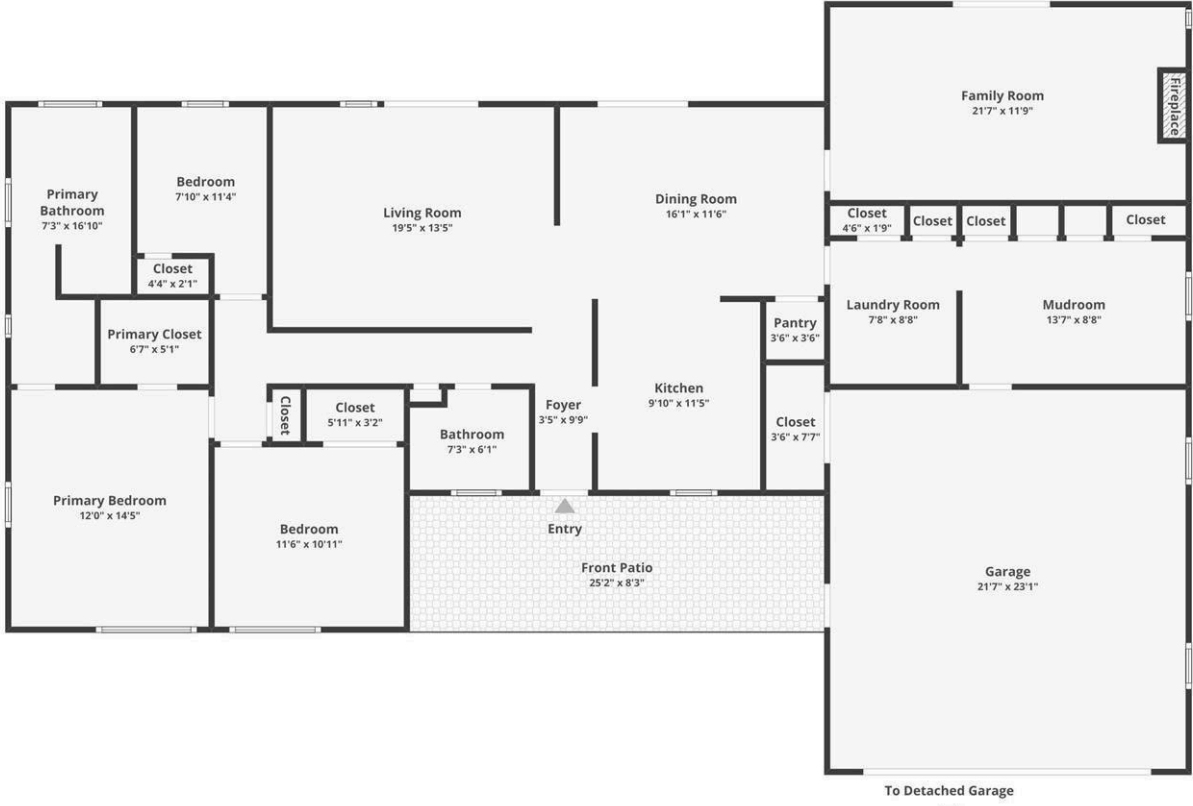 Family Room
21'7" x 11'9"
Fireplace
Primary
Bathroom
7'3" x 16'10"
Bedroom
7'10" x 11'4"
Living Room
19'5" x 13'5"
Dining Room
16'1" x 11'6"
Closet
4'6" x 1'9"
Closet
Closet
Closet
Closet
4'4" x 2'1"
Primary Closet
6'7" x 5'1"
Pantry
3'6" x 3'6"
Laundry Room
7'8" x 8'8"
Mudroom
13'7" x 8'8"
Closet
Closet
5'11" x 3'2"
Bathroom
7'3" x 6'1"
Foyer
3'5" x 9'9"
Kitchen
9'10" x 11'5"
Closet
3'6" x 7'7"
Primary Bedroom
12'0" x 14'5"
Bedroom
11'6" x 10'11"
Entry
Front Patio
25'2" x 8'3"
Garage
21'7" x 23'1"
To Detached Garage